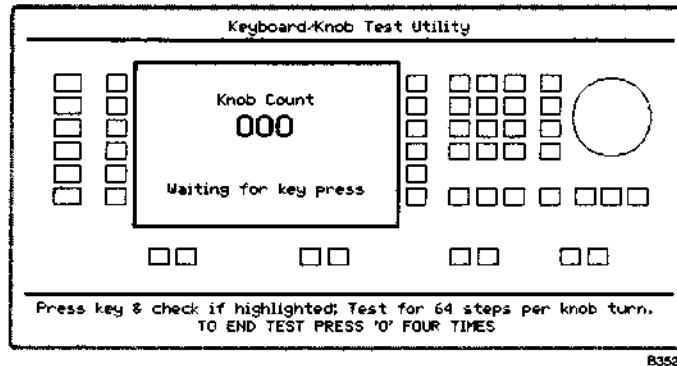 Keyboard/Knob Test Utility
Knob Count
000
Waiting for key press
Press key & check if highlighted; Test for 64 steps per knob turn.
TO END TEST PRESS '0' FOUR TIMES
B352